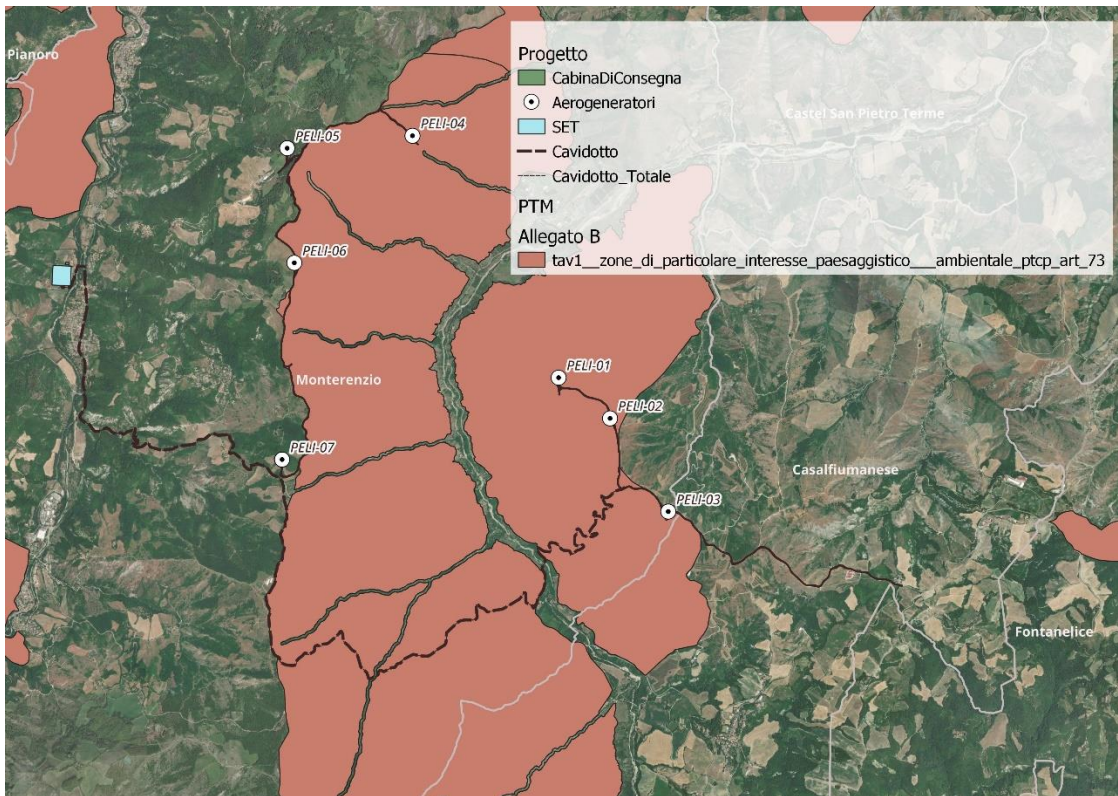 Pianoro
Progetto
CabinaDiConsegna
Aerogeneratori
SET
Cavidotto
Cavidotto_Totale
PTM
Allegato B
tav1__zone_di_particolare_interesse_paesaggistico___ambientale_ptcp_art_73
Castel San Pietro Terme
PELI-04
PELI-05
PELI-06
PELI-01
Monterenzio
PELI-02
PELI-07
Casalfiumanese
PELI-03
Fontanelice